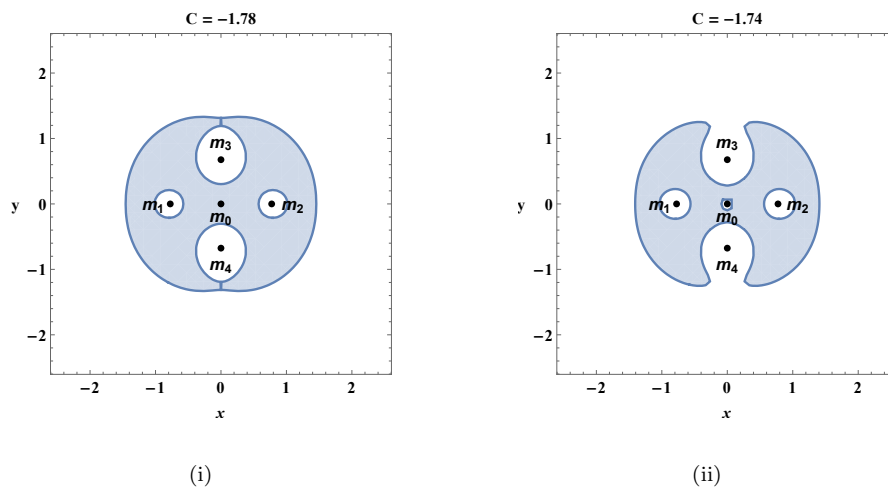 C = −1.78
y
2
1
0
−1
−2
m3
m1
m0
m2
m4
−2 −1 0 1 2
x
(i)
C = −1.74
y
2
1
0
−1
−2
m3
m1
m0
m2
m4
−2 −1 0 1 2
x
(ii)